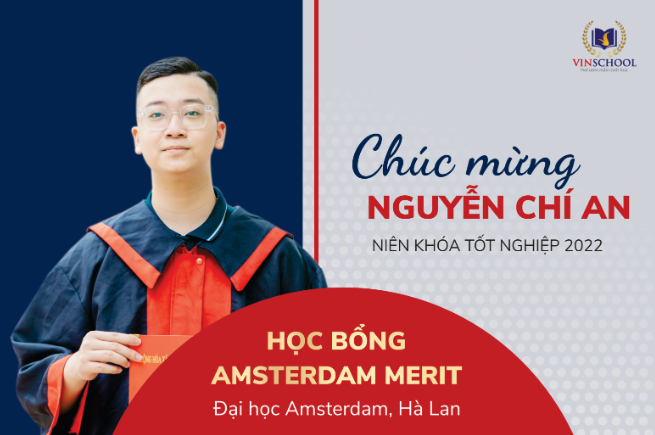 VINSCHOOL
Chúc mừng
NGUYỄN CHÍ AN
NIÊN KHÓA TỐT NGHIỆP 2022
HỌC BỔNG
AMSTERDAM MERIT
Đại học Amsterdam, Hà Lan